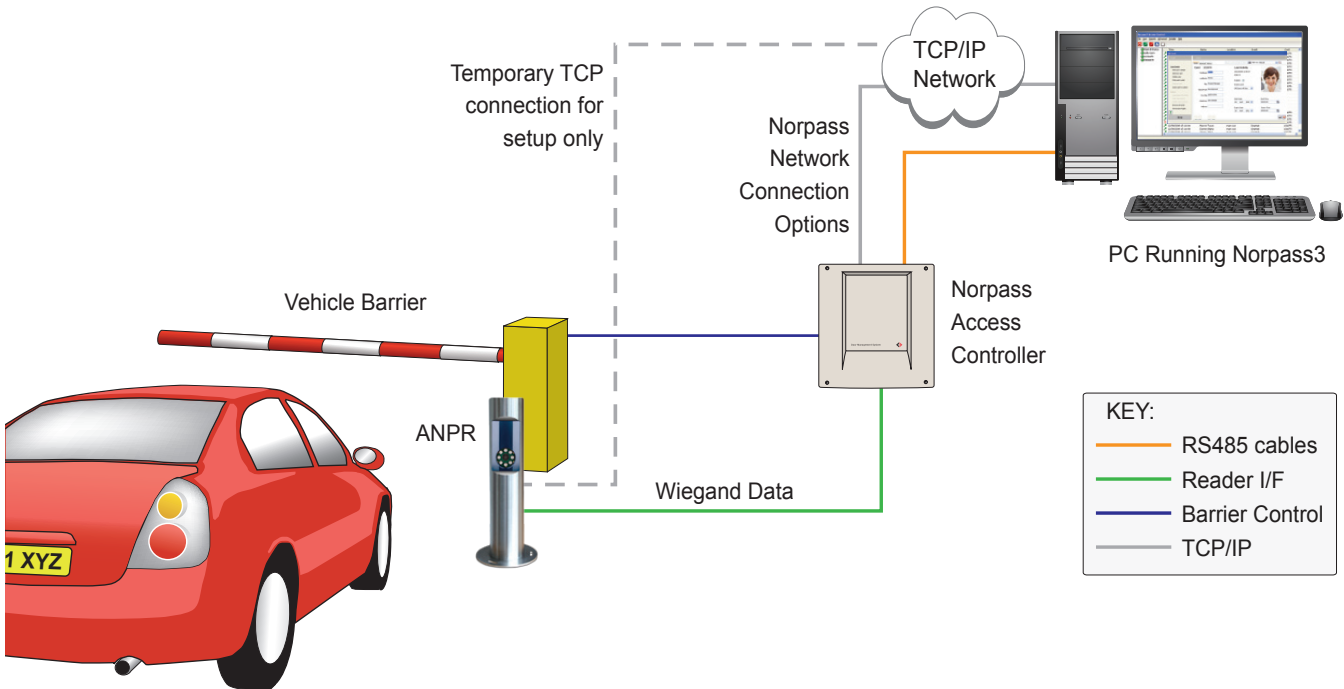 TCP/IP
Network
Temporary TCP
connection for
setup only
Norpass
Network
Connection
Options
PC Running Norpass3
Vehicle Barrier
Norpass
Access
Controller
ANPR
Wiegand Data
1 XYZ
KEY:
RS485 cables
Reader I/F
Barrier Control
TCP/IP